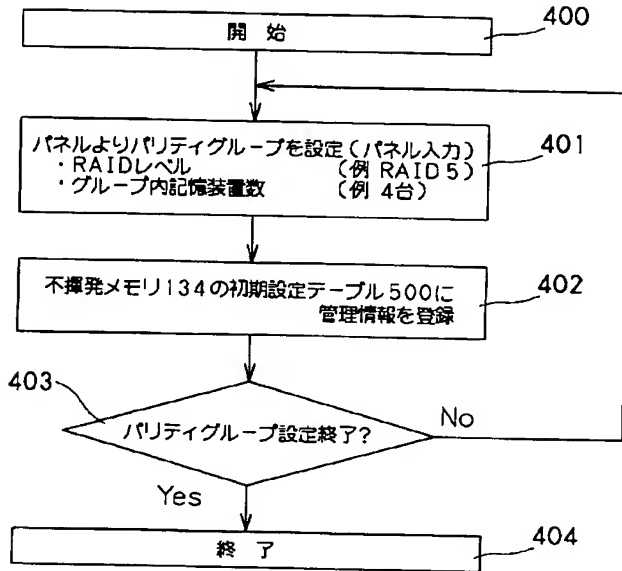 開 始
400
パネルよりパリティグループを設定(パネル入力)
・RAIDレベル (例 RAID5)
・グループ内記憶装置数 (例 4台)
401
不揮発メモリ134の初期設定テーブル500に
管理情報を登録
402
403
パリティグループ設定終了?
No
Yes
終 了
404